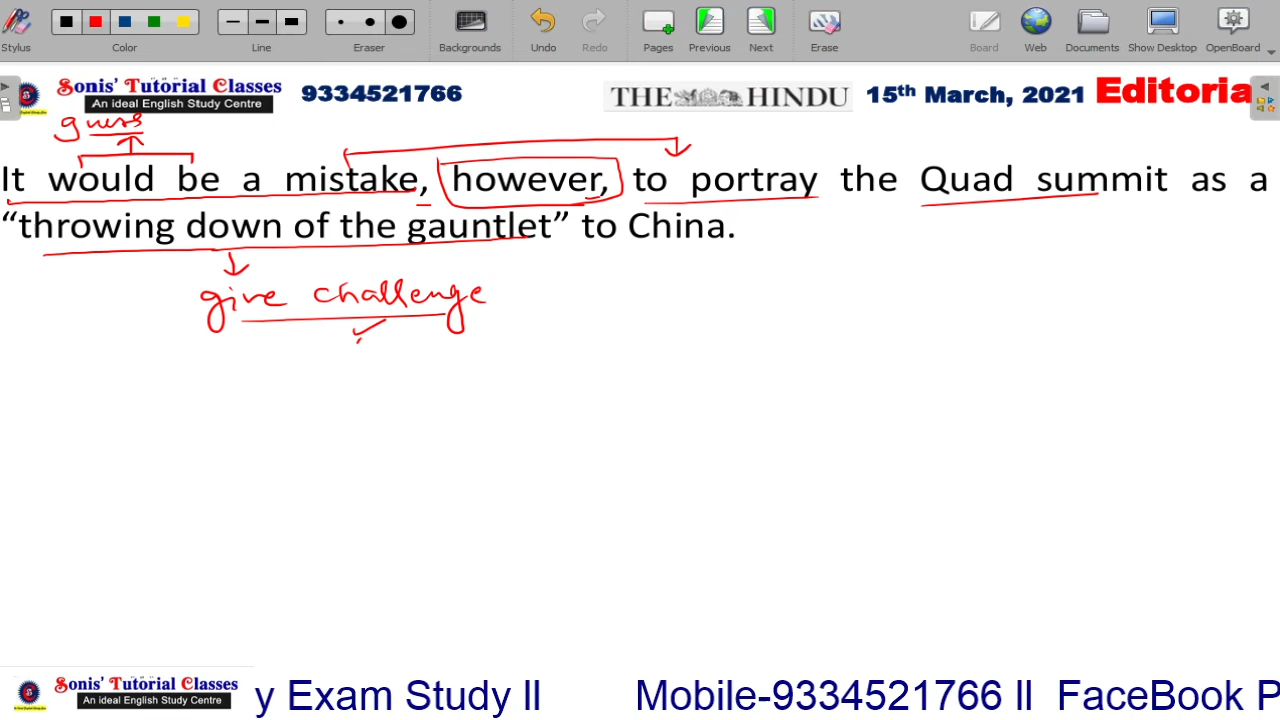 Stylus Color Line Eraser Backgrounds Undo Redo Pages Previous Next Erase Board Web Documents Show Desktop OpenBoard
Sonis' Tutorial Classes
An ideal English Study Centre
9334521766 THE HINDU 15th March, 2021 Editoria
guess
It would be a mistake, however, to portray the Quad summit as a
“throwing down of the gauntlet” to China.
give challenge
Sonis' Tutorial Classes
An ideal English Study Centre
y Exam Study ll Mobile-9334521766 ll FaceBook P